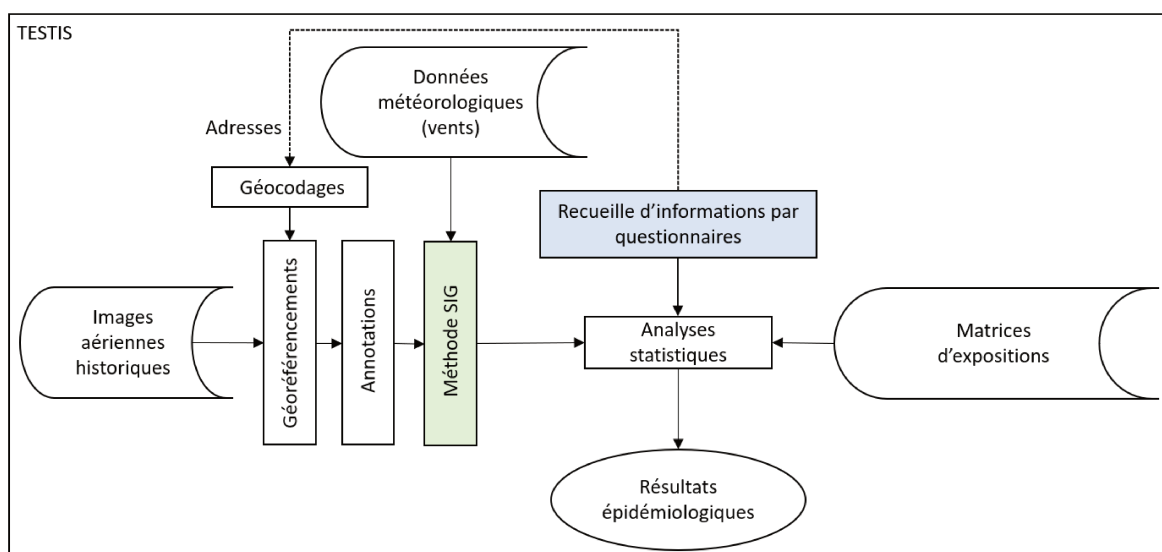 TESTIS
Données
météorologiques
(vents)
Adresses
Géocodages
Recueille d'informations par
questionnaires
Images
aériennes
historiques
Géoréférencements
Annotations
Méthode SIG
Analyses
statistiques
Matrices
d'expositions
Résultats
épidémiologiques